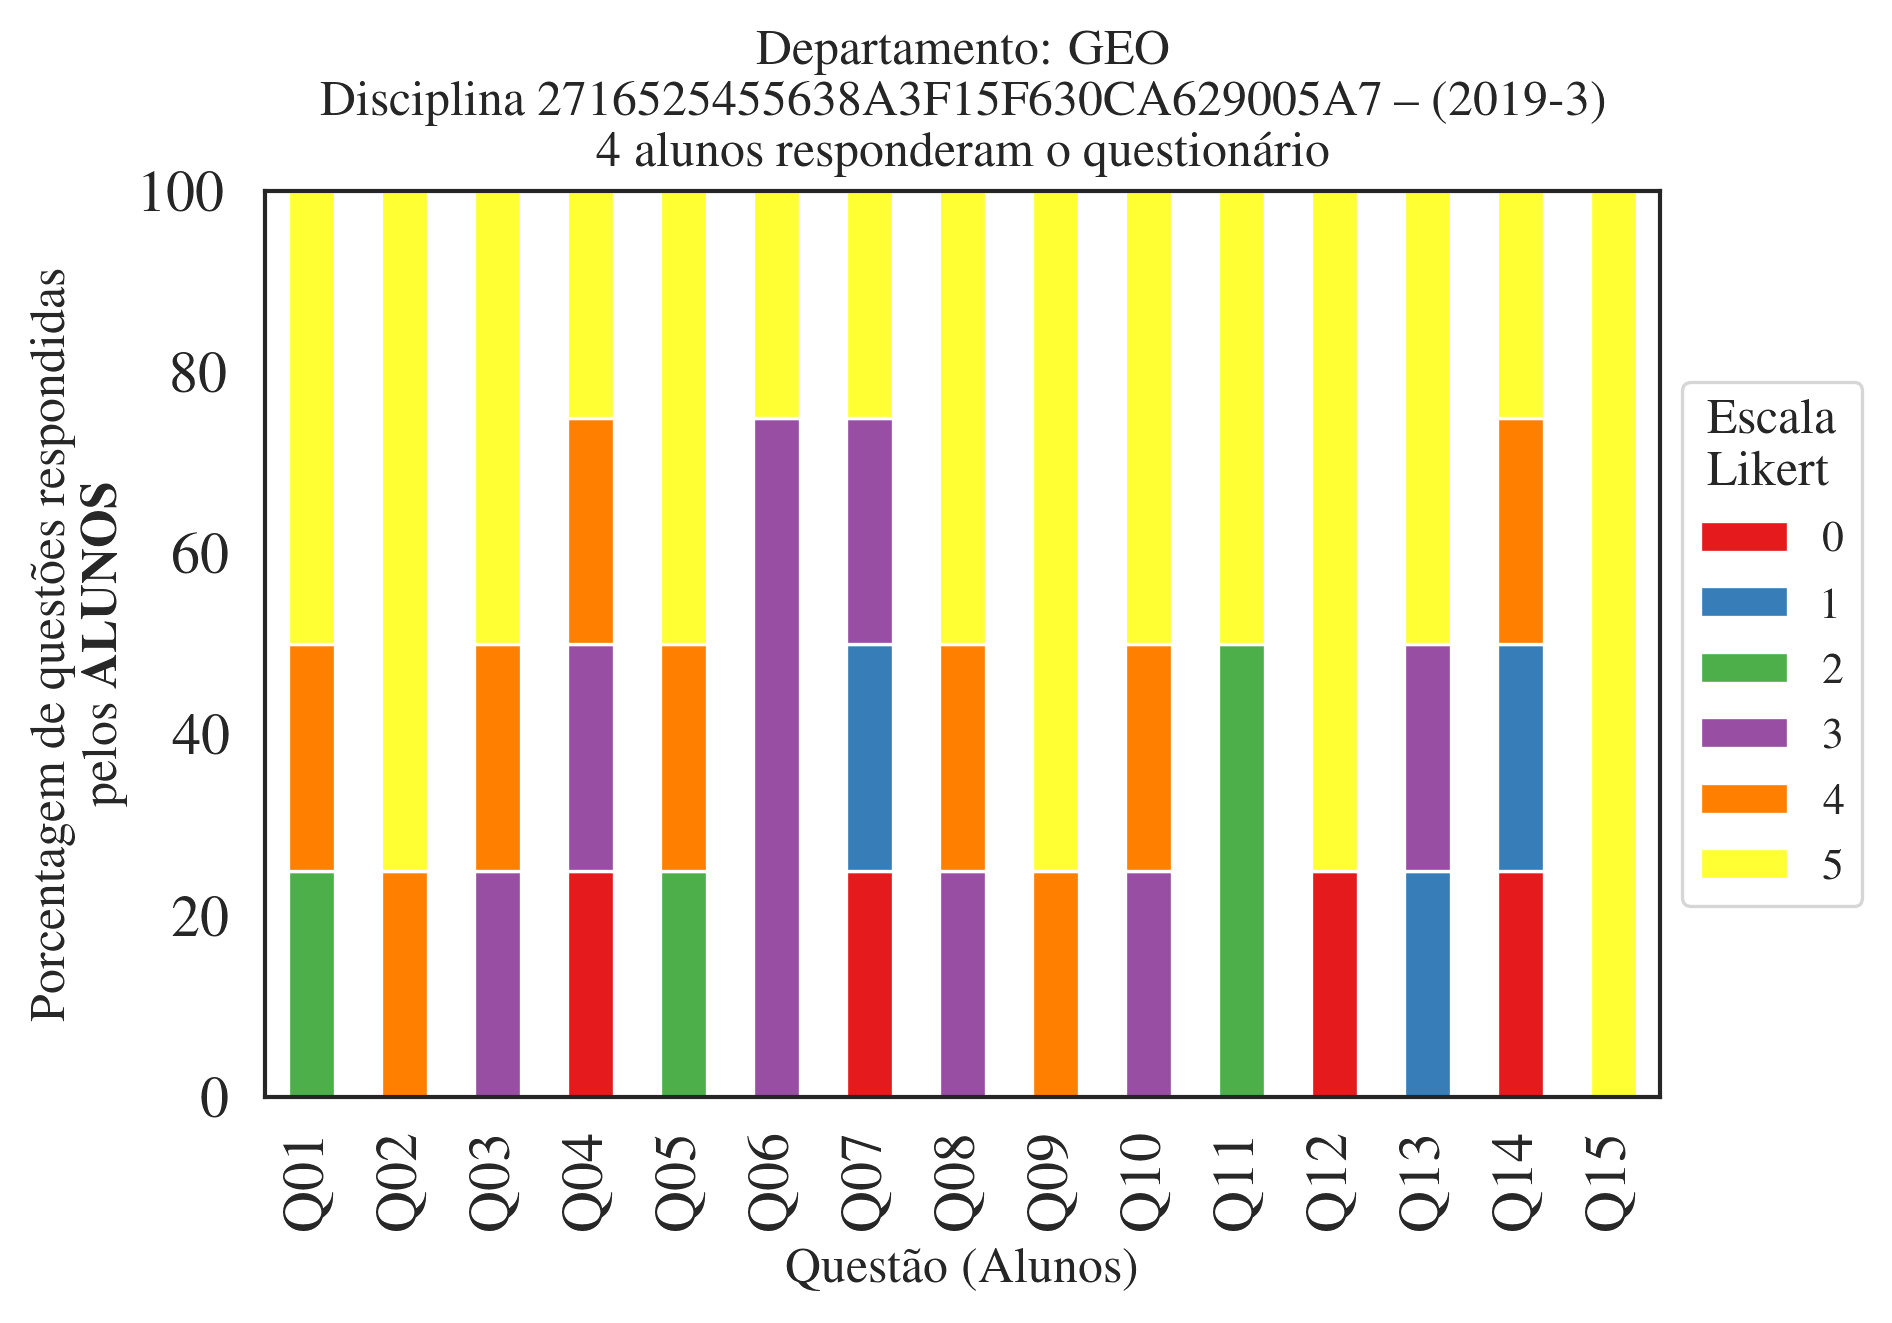 Departamento: GEO
Disciplina 2716525455638A3F15F630CA629005A7 – (2019-3)
4 alunos responderam o questionário
Porcentagem de questões respondidas
pelos ALUNOS
100
80
60
40
20
0
Q01
Q02
Q03
Q04
Q05
Q06
Q07
Q08
Q09
Q10
Q11
Q12
Q13
Q14
Q15
Questão (Alunos)
Escala
Likert
0
1
2
3
4
5